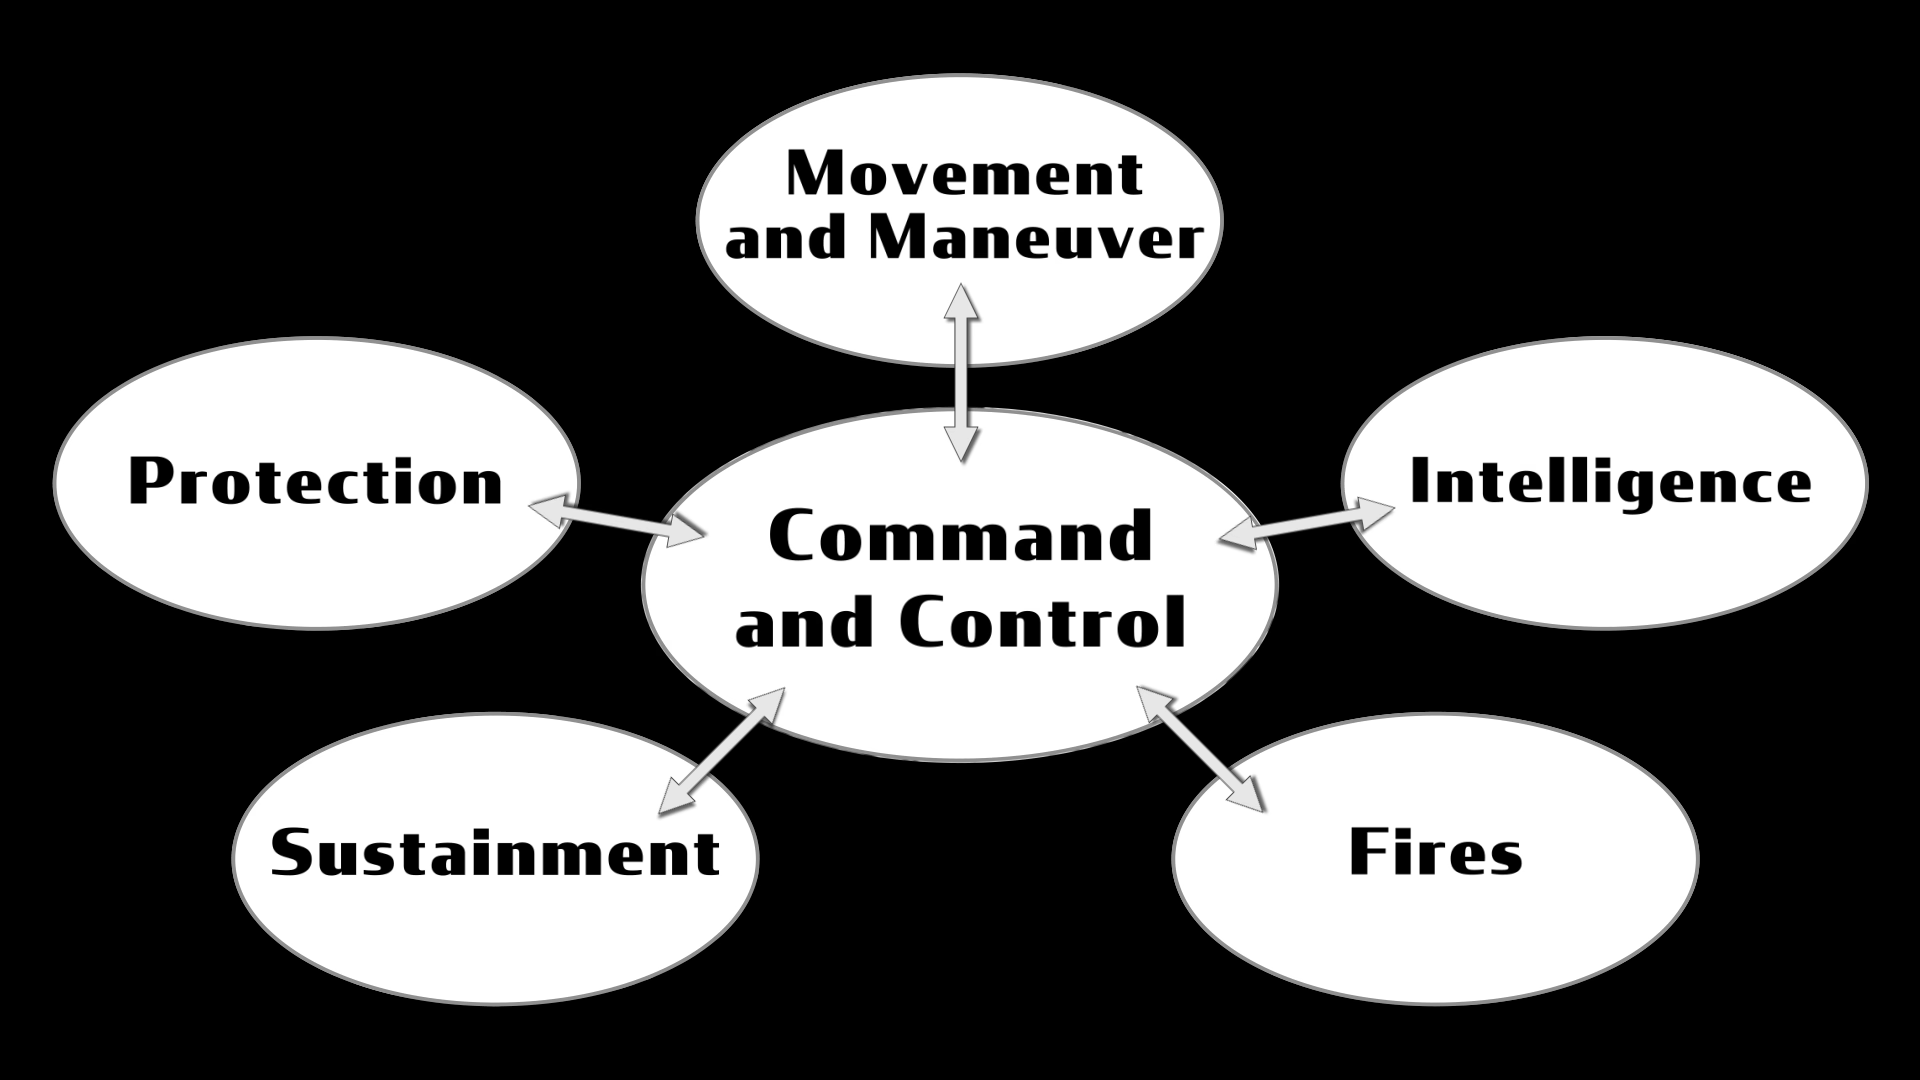 Movement
and Maneuver
Protection
Intelligence
Command
and Control
Sustainment
Fires